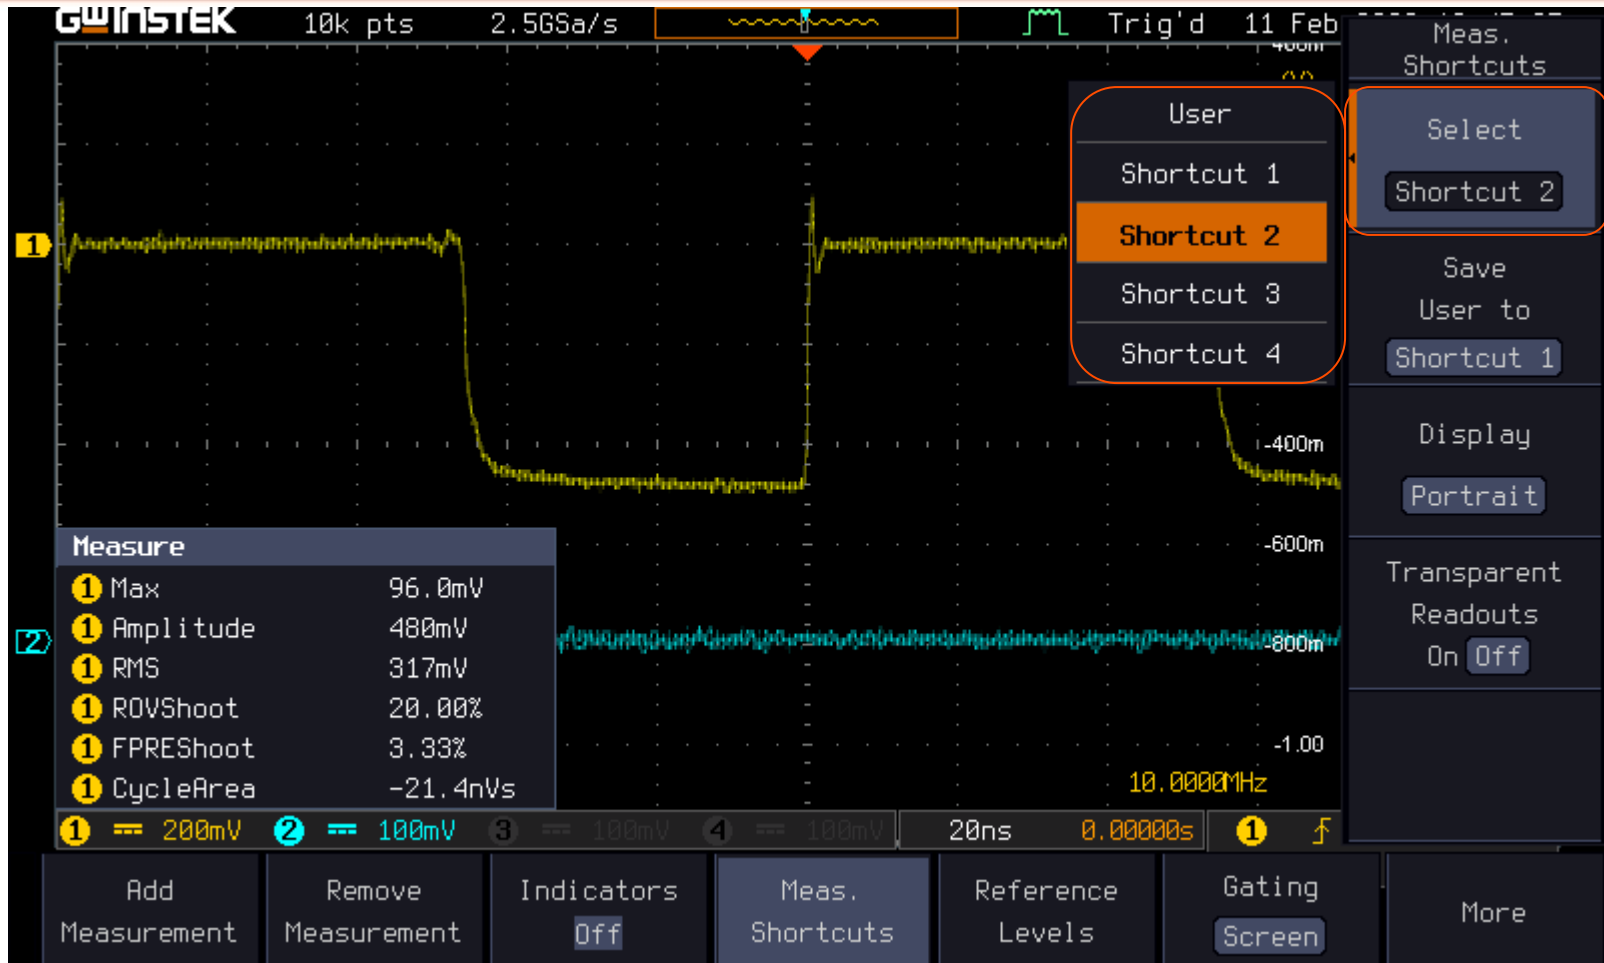 GWINSTEK 10k pts 2.5GSa/s Trig'd 11 Feb
Meas.
Shortcuts
Select
Shortcut 2
Save
User to
Shortcut 1
Display
Portrait
Transparent
Readouts
On Off
User
Shortcut 1
Shortcut 2
Shortcut 3
Shortcut 4
1
2
-400m
-600m
-800m
-1.00
Measure
1 Max 96.0mV
1 Amplitude 480mV
1 RMS 317mV
1 ROVShoot 20.00%
1 FPREShoot 3.33%
1 CycleArea -21.4nVs
10.0000MHz
1 200mV 2 100mV 3 100mV 4 100mV 20ns 0.00000s 1
Add
Measurement
Remove
Measurement
Indicators
Off
Meas.
Shortcuts
Reference
Levels
Gating
Screen
More